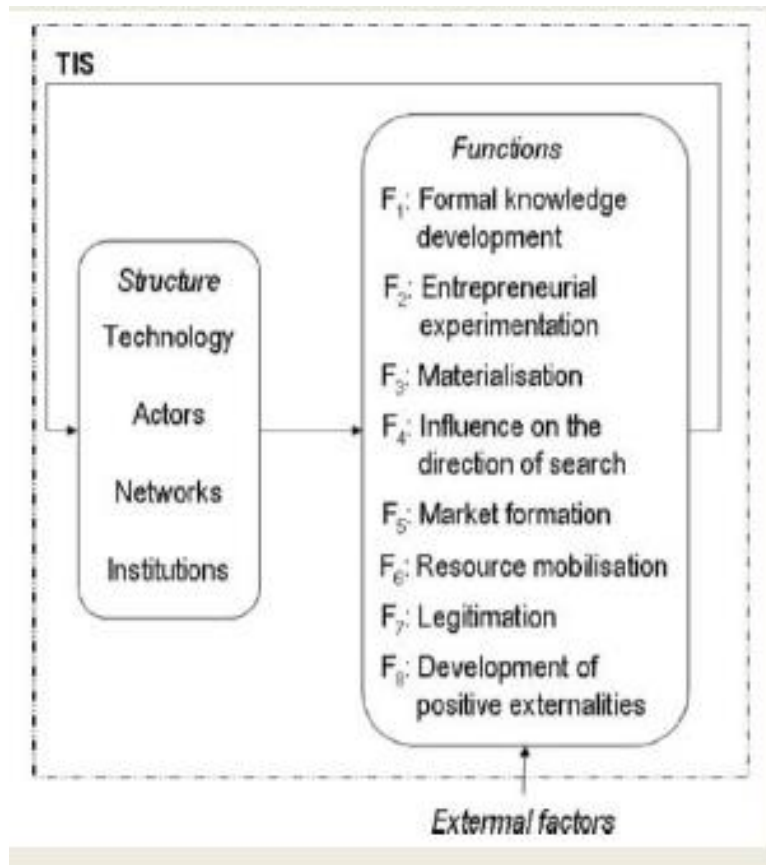 TIS
Structure
Technology
Actors
Networks
Institutions
Functions
F1: Formal knowledge
development
F2: Entrepreneurial
experimentation
F3: Materialisation
F4: Influence on the
direction of search
F5: Market formation
F6: Resource mobilisation
F7: Legitimation
F8: Development of
positive externalities
Extermal factors